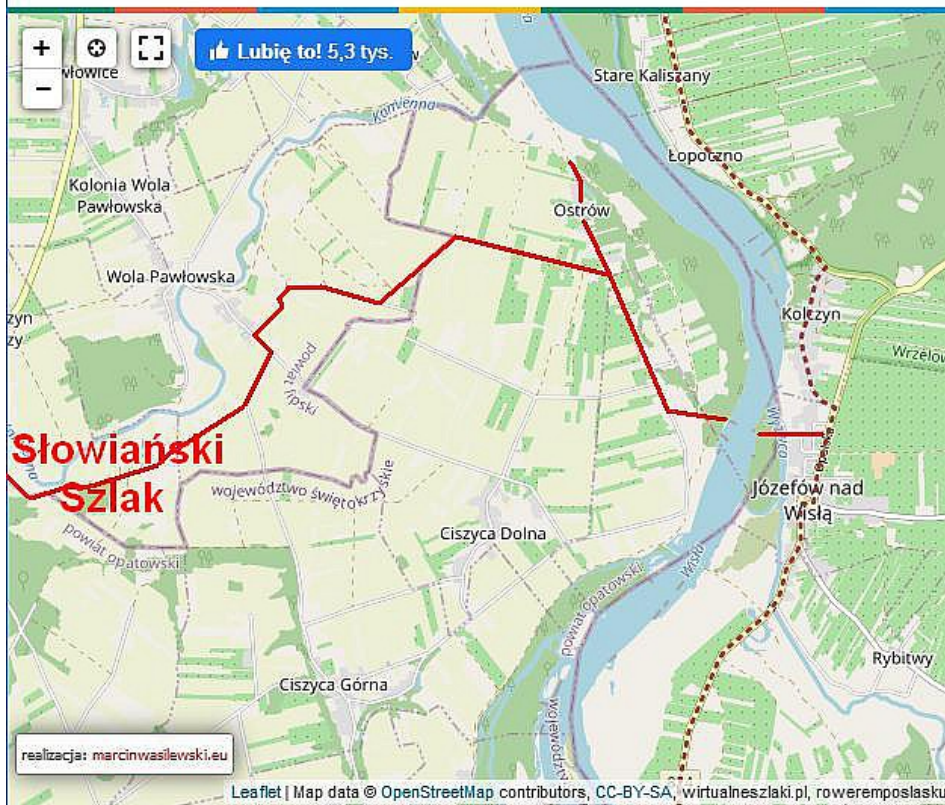 +
−
Lubię to! 5,3 tys.
Stare Kaliszany
Kamienna
Łopoczno
Kolonia Wola
Pawłowska
Ostrów
Wola Pawłowska
Kolczyn
Wrzelow
powiat lipski
Słowiański
Szlak
województwo świętokrzyskie
Opolska
Józefów nad
Wisłą
Ciszyca Dolna
powiat opatowski
powiat opatowski
Wisła
Rybitwy
Ciszyca Górna
realizacja: marcinwasilewski.eu
Leaflet | Map data © OpenStreetMap contributors, CC-BY-SA, wirtualneszlaki.pl, roweremposlasku